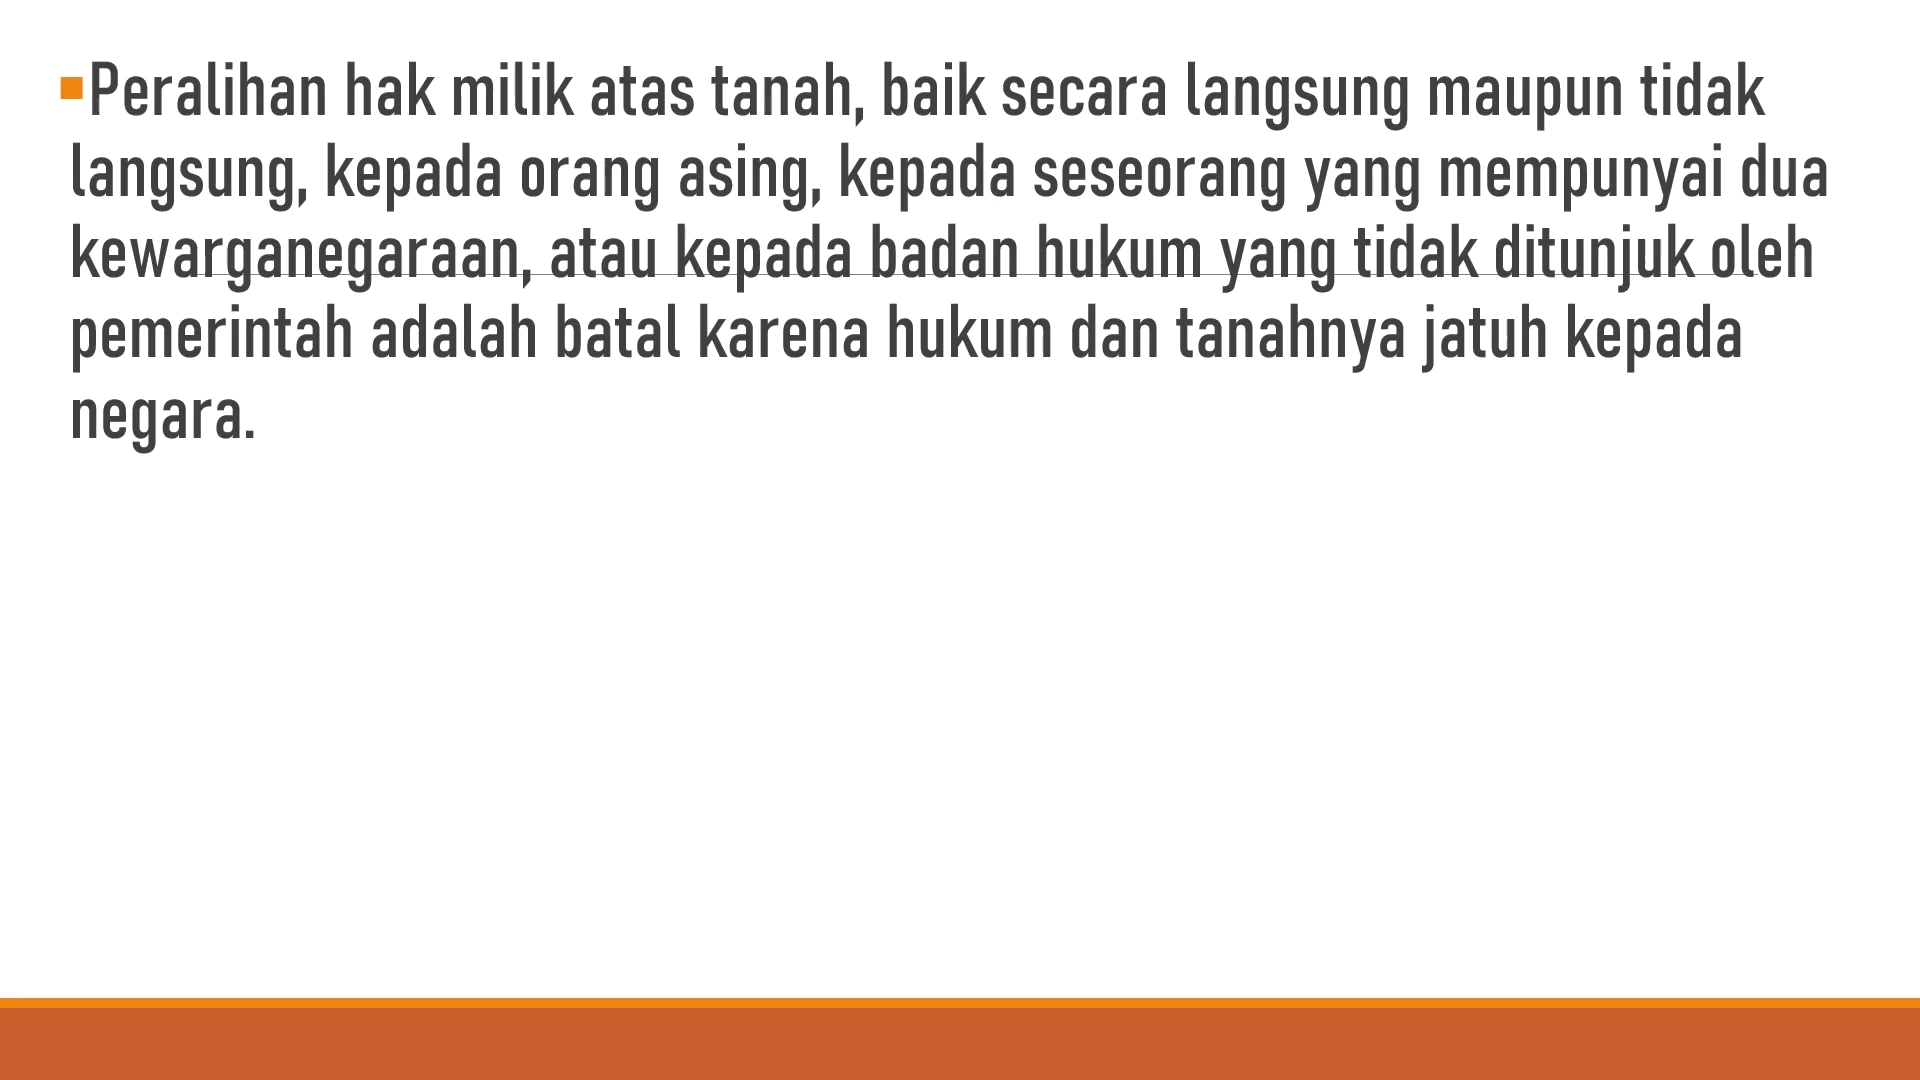 ▪Peralihan hak milik atas tanah, baik secara langsung maupun tidak
langsung, kepada orang asing, kepada seseorang yang mempunyai dua
kewarganegaraan, atau kepada badan hukum yang tidak ditunjuk oleh
pemerintah adalah batal karena hukum dan tanahnya jatuh kepada
negara.